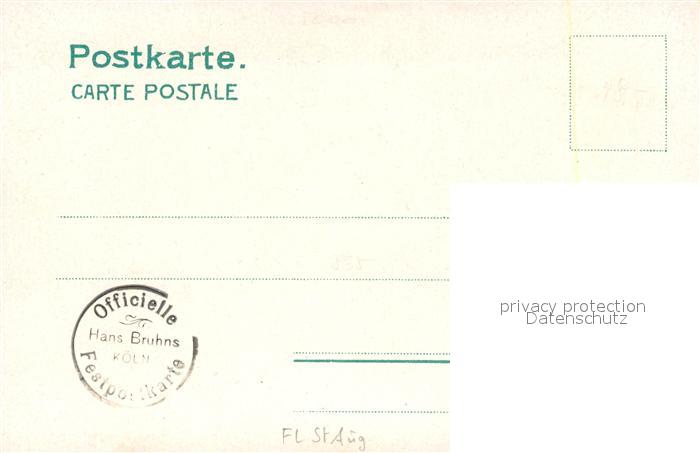 Postkarte.
CARTE POSTALE
privacy protection
Datenschutz
Officielle
Hans Bruhns
KÖLN
Festpostkarte
FL St Aug